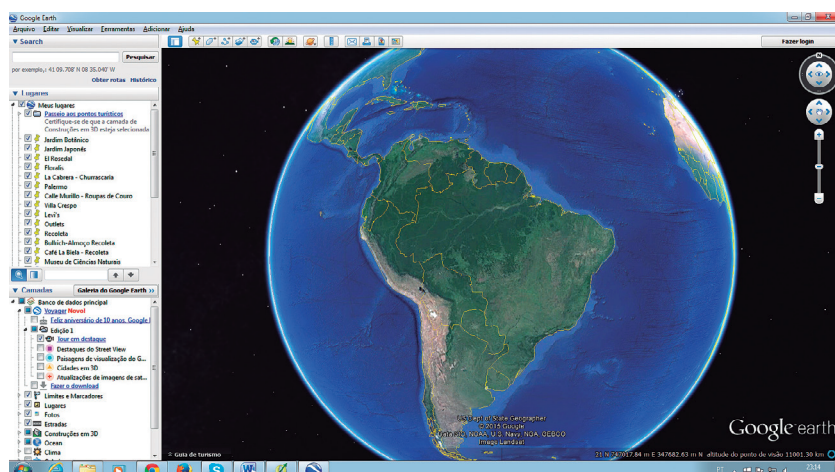 Google Earth
Arquivo Editar Visualizar Ferramentas Adicionar Ajuda
▼ Search
Pesquisar
por exemplo,: 41 09.708' N 08 35.040' W
Obter rotas Histórico
▼ Lugares
Meus lugares
Passeio aos pontos turísticos
Certifique-se de que a camada de
Construções em 3D esteja selecionada
Jardim Botânico
Jardim Japonês
El Rosedal
Floralis
La Cabrera - Churrascaria
Palermo
Calle Murillo - Roupas de Couro
Villa Crespo
Levi's
Outlets
Recoleta
Bullrich-Almoço Recoleta
Café La Biela - Recoleta
Museu de Ciências Naturais
▼ Camadas
Galeria do Google Earth >>
Banco de dados principal
Voyager Novo!
Feliz aniversário de 10 anos, Google
Edição 1
Tour em destaque
Destaques do Street View
Paisagens de visualização do G...
Cidades em 3D
Atualizações de imagens de sat...
Fazer o download
Limites e Marcadores
Lugares
Fotos
Estradas
Construções em 3D
Ocean
Clima
Fazer login
N
US Dept of State Geographer
© 2015 Google
Data SIO, NOAA, U.S. Navy, NGA, GEBCO
Image Landsat
Google earth
Guia de turismo
21 N 747017,84 m E 347682.63 m N altitude do ponto de visão 11001.30 km
PT
23:14